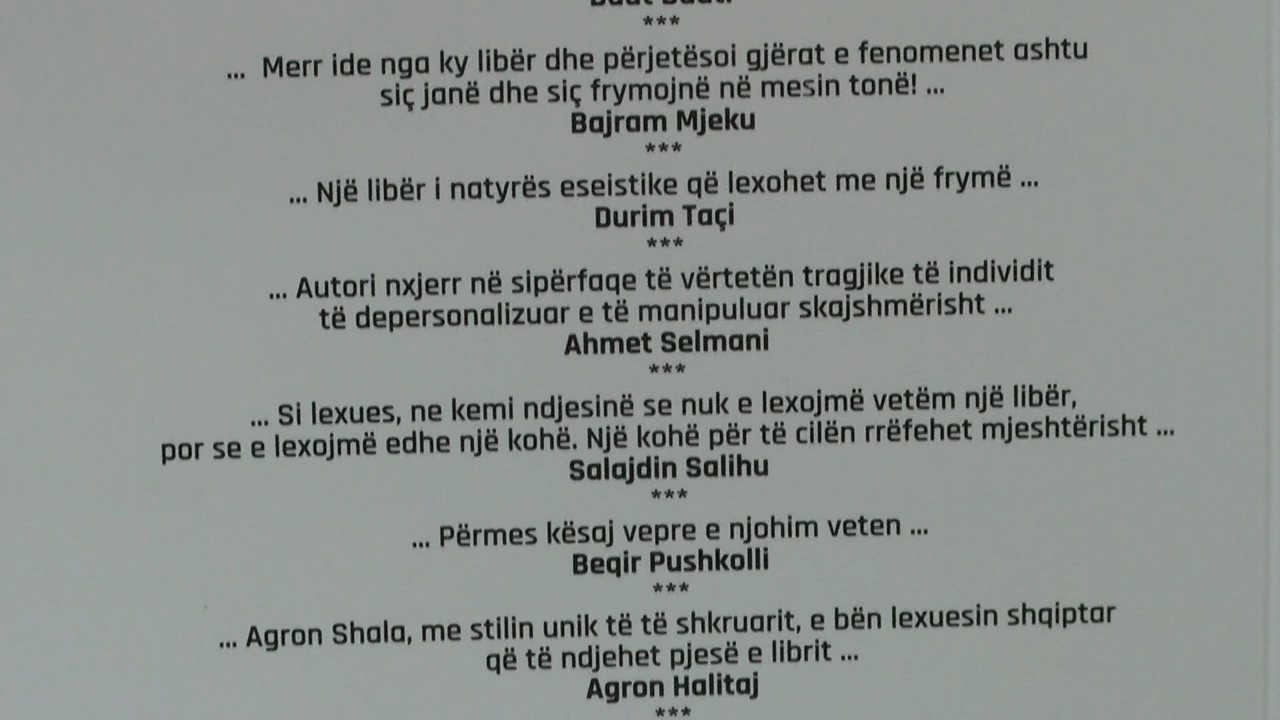 ***
... Merr ide nga ky libër dhe përjetësoi gjërat e fenomenet ashtu
siç janë dhe siç frymojnë në mesin tonë! ...
Bajram Mjeku
***
... Një libër i natyrës eseistike që lexohet me një frymë ...
Durim Taçi
***
... Autori nxjerr në sipërfaqe të vërtetën tragjike të individit
të depersonalizuar e të manipuluar skajshmërisht ...
Ahmet Selmani
***
... Si lexues, ne kemi ndjesinë se nuk e lexojmë vetëm një libër,
por se e lexojmë edhe një kohë. Një kohë për të cilën rrëfehet mjeshtërisht ...
Salajdin Salihu
***
... Përmes kësaj vepre e njohim veten ...
Beqir Pushkolli
***
... Agron Shala, me stilin unik të të shkruarit, e bën lexuesin shqiptar
që të ndjehet pjesë e librit ...
Agron Halitaj
***